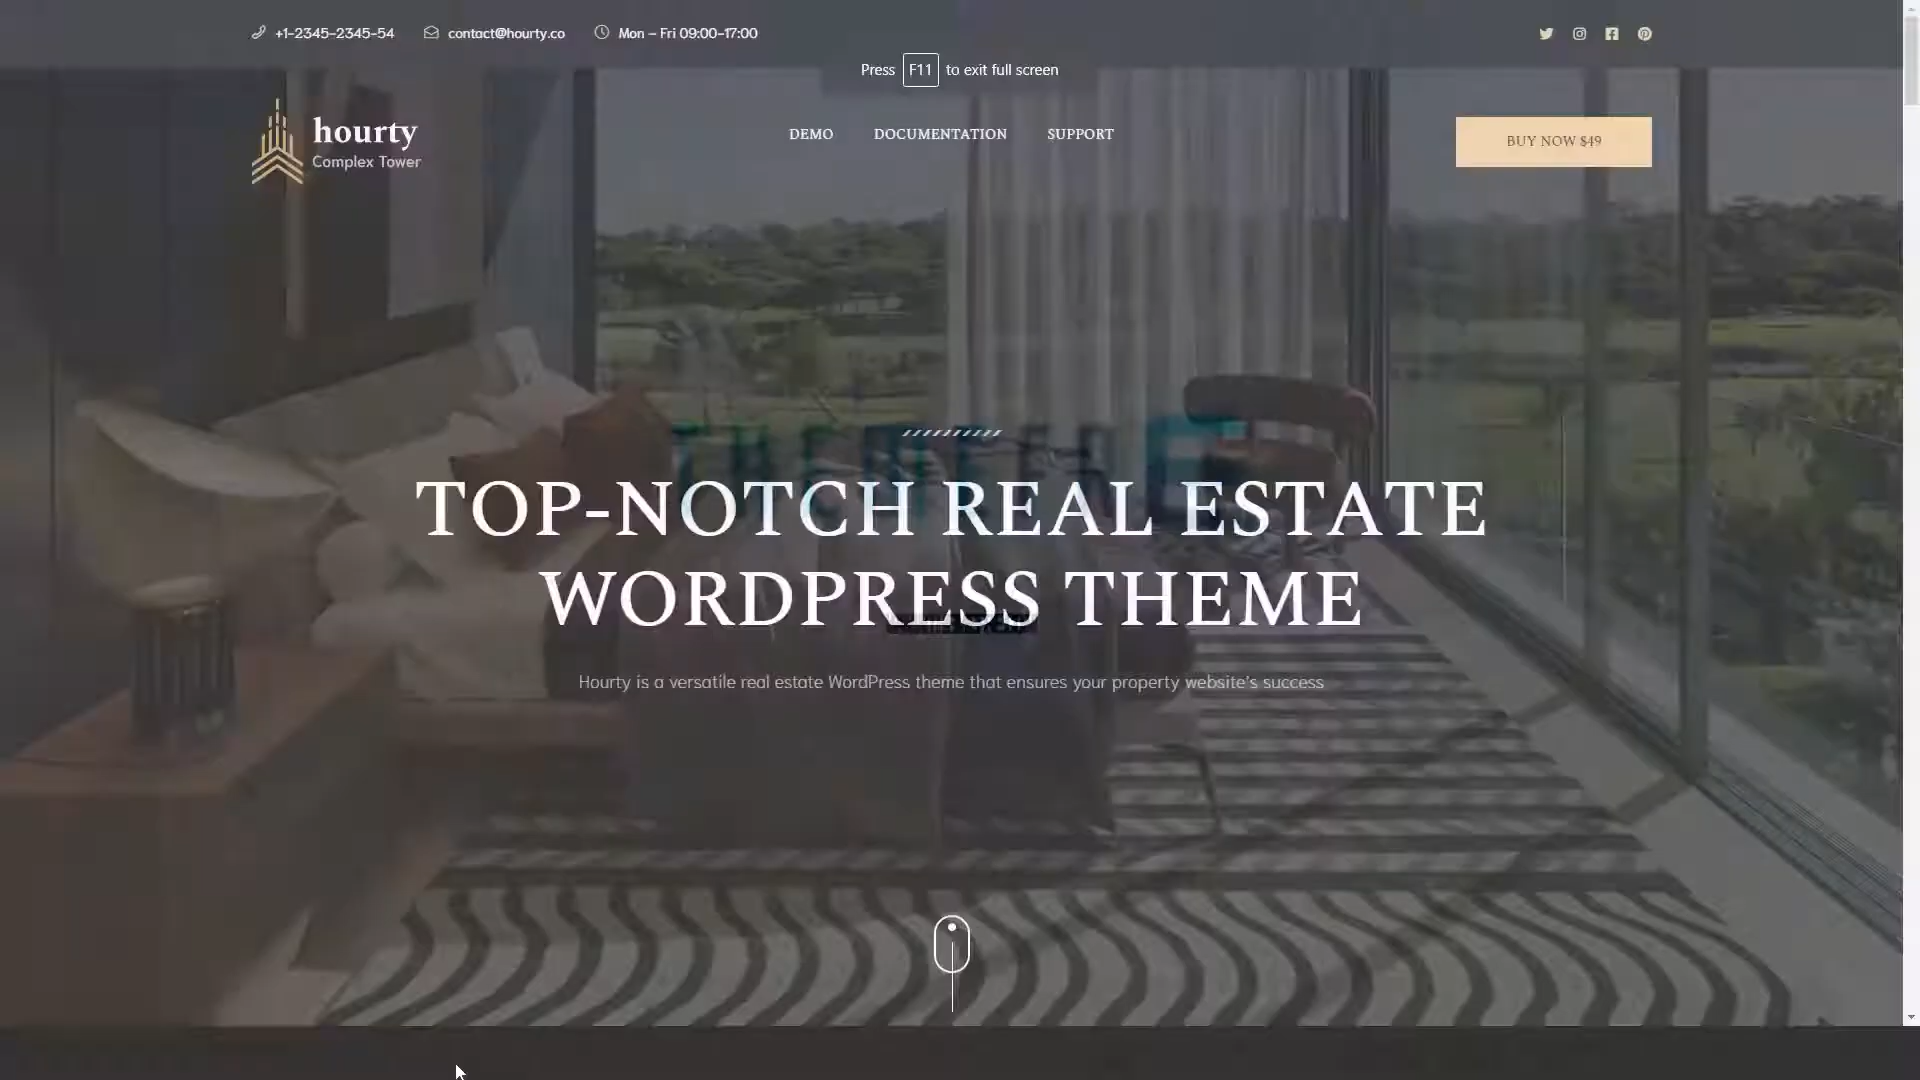 +1-2345-2345-54 contact@hourty.co Mon – Fri 09:00-17:00
Press F11 to exit full screen
hourty
Complex Tower
DEMO DOCUMENTATION SUPPORT
BUY NOW $49
TOP-NOTCH REAL ESTATE
WORDPRESS THEME
Hourty is a versatile real estate WordPress theme that ensures your property website's success